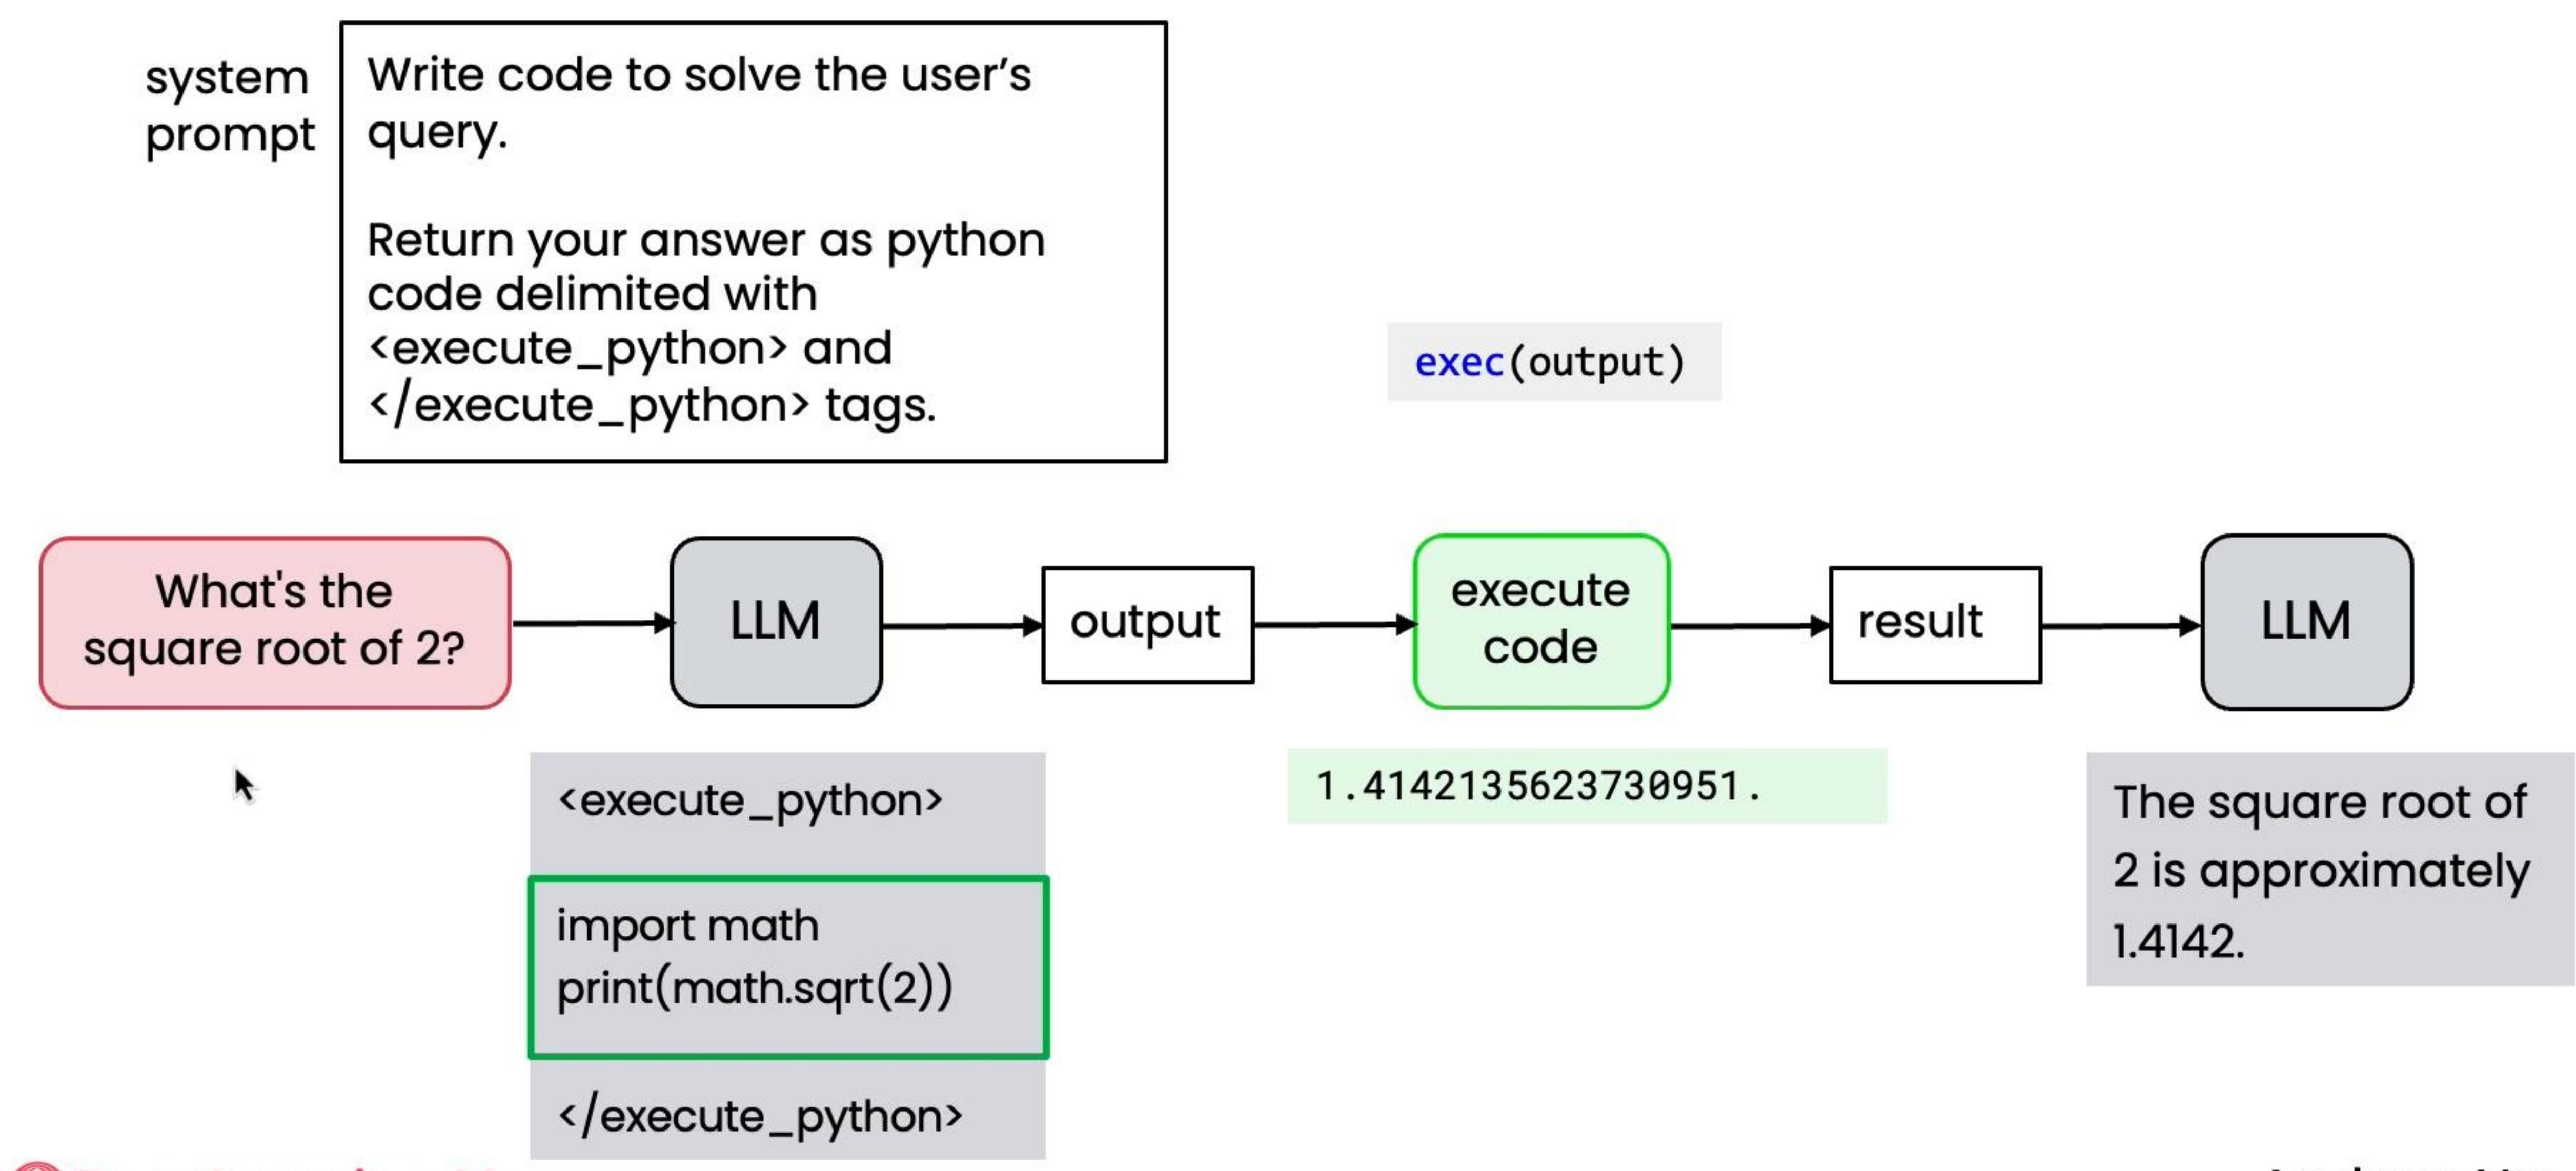 system
prompt
Write code to solve the user’s
query.
Return your answer as python
code delimited with
<execute_python> and
</execute_python> tags.
exec(output)
What's the
square root of 2?
LLM
output
execute
code
result
LLM
<execute_python>
import math
print(math.sqrt(2))
</execute_python>
1.4142135623730951.
The square root of
2 is approximately
1.4142.